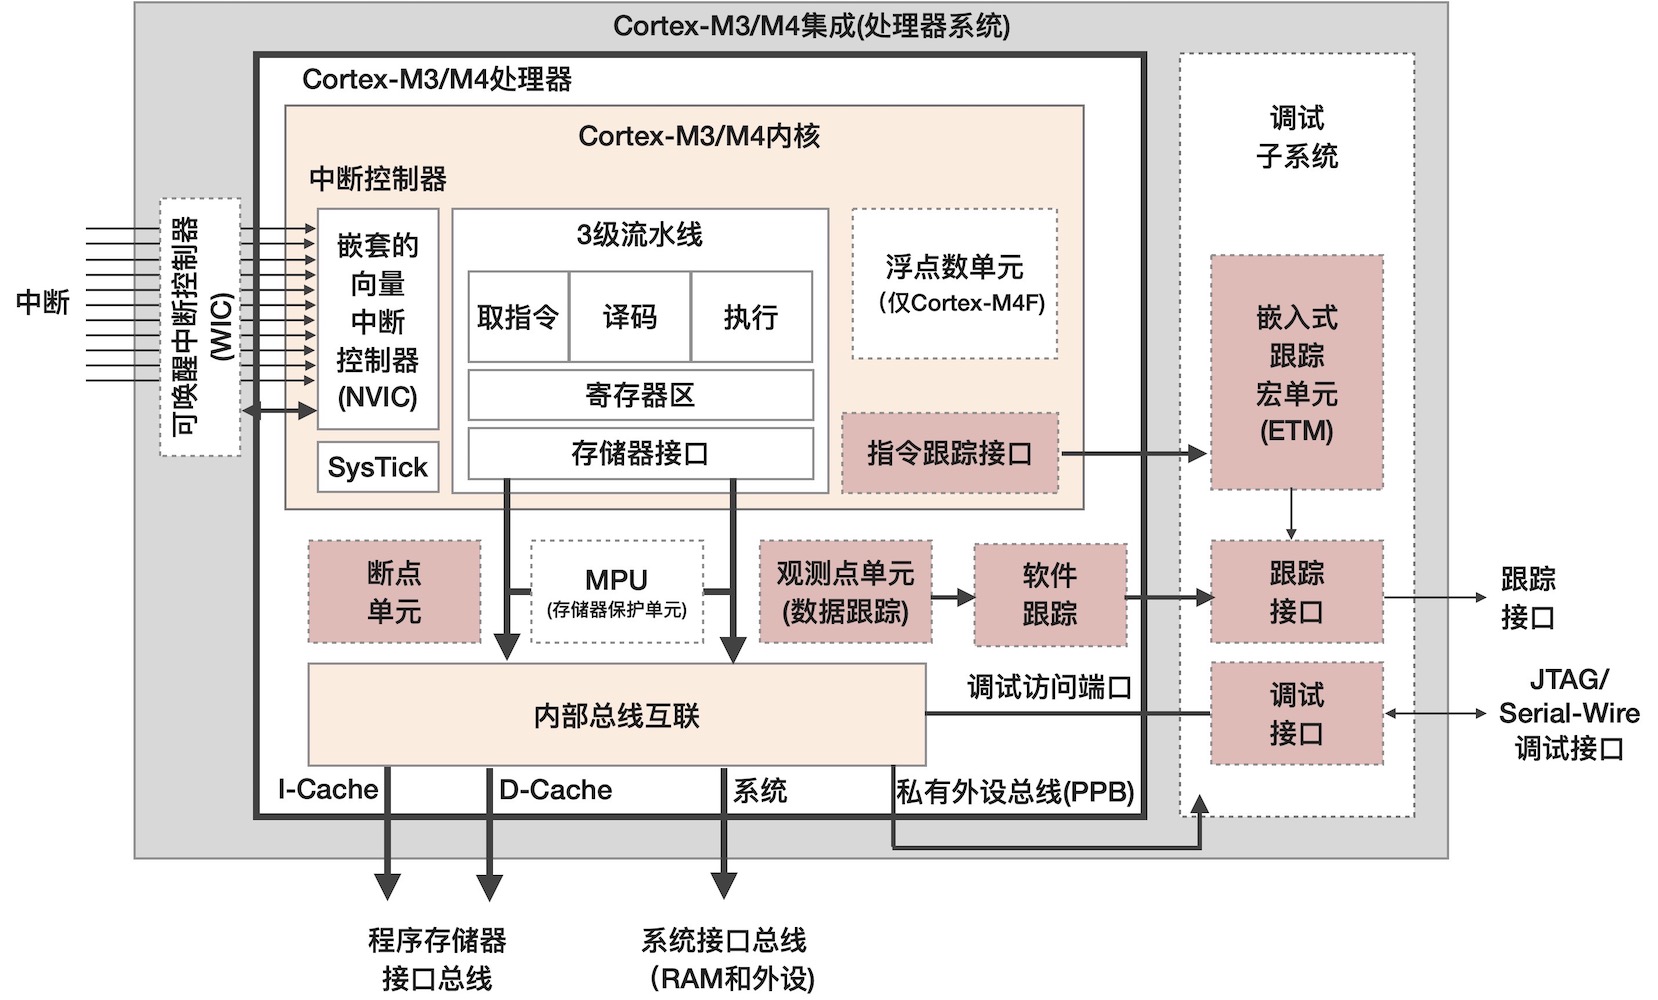 Cortex-M3/M4集成(处理器系统)
Cortex-M3/M4处理器
Cortex-M3/M4内核
中断控制器
中断
可唤醒中断控制器
(WIC)
嵌套的
向量
中断
控制器
(NVIC)
SysTick
3级流水线
取指令
译码
执行
寄存器区
存储器接口
浮点数单元
（仅Cortex-M4F)
指令跟踪接口
调试
子系统
嵌入式
跟踪
宏单元
(ETM)
断点
单元
MPU
(存储器保护单元)
观测点单元
(数据跟踪)
软件
跟踪
跟踪
接口
跟踪
接口
内部总线互联
调试访问端口
调试
接口
JTAG/
Serial-Wire
调试接口
I-Cache
D-Cache
系统
私有外设总线(PPB)
程序存储器
接口总线
系统接口总线
（RAM和外设)